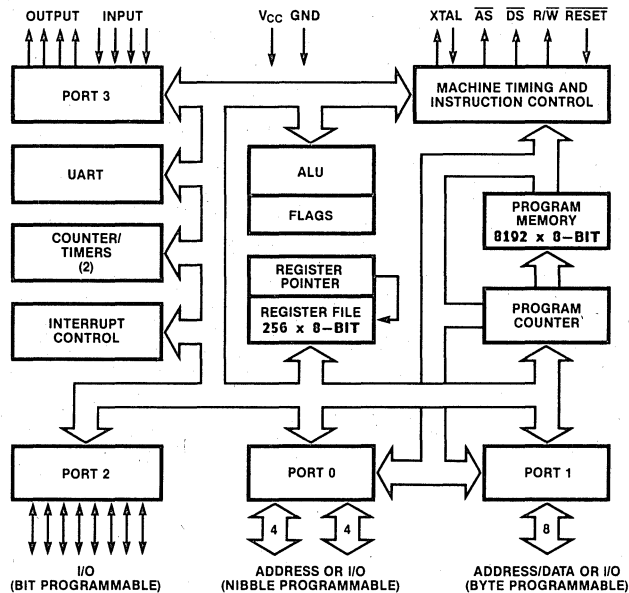 OUTPUT INPUT VCC GND XTAL AS DS R/W RESET
PORT 3
MACHINE TIMING AND
INSTRUCTION CONTROL
UART
ALU
FLAGS
COUNTER/
TIMERS
(2)
PROGRAM
MEMORY
8192 x 8-BIT
REGISTER
POINTER
REGISTER FILE
256 x 8-BIT
INTERRUPT
CONTROL
PROGRAM
COUNTER
PORT 2
PORT 0
PORT 1
4 4 8
I/O
(BIT PROGRAMMABLE)
ADDRESS OR I/O
(NIBBLE PROGRAMMABLE)
ADDRESS/DATA OR I/O
(BYTE PROGRAMMABLE)